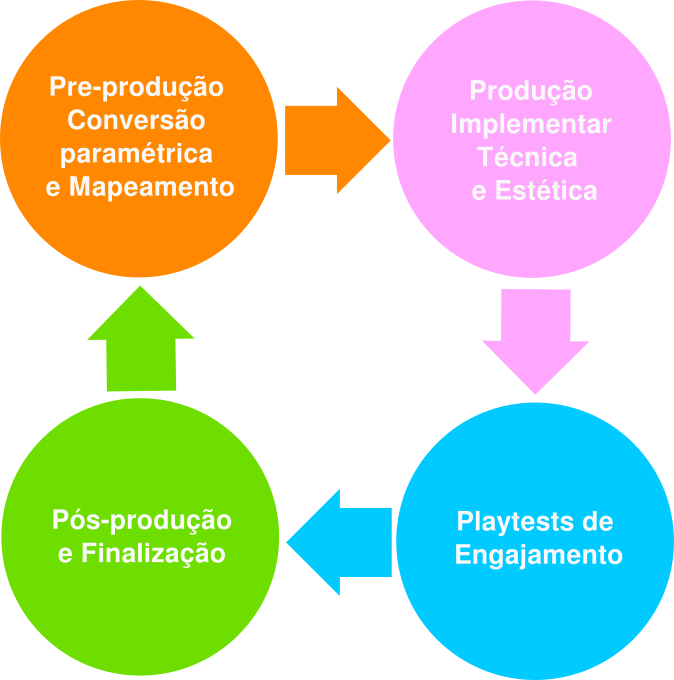 Pre-produção
Conversão
paramétrica
e Mapeamento
Produção
Implementar
Técnica
e Estética
Playtests de
Engajamento
Pós-produção
e Finalização